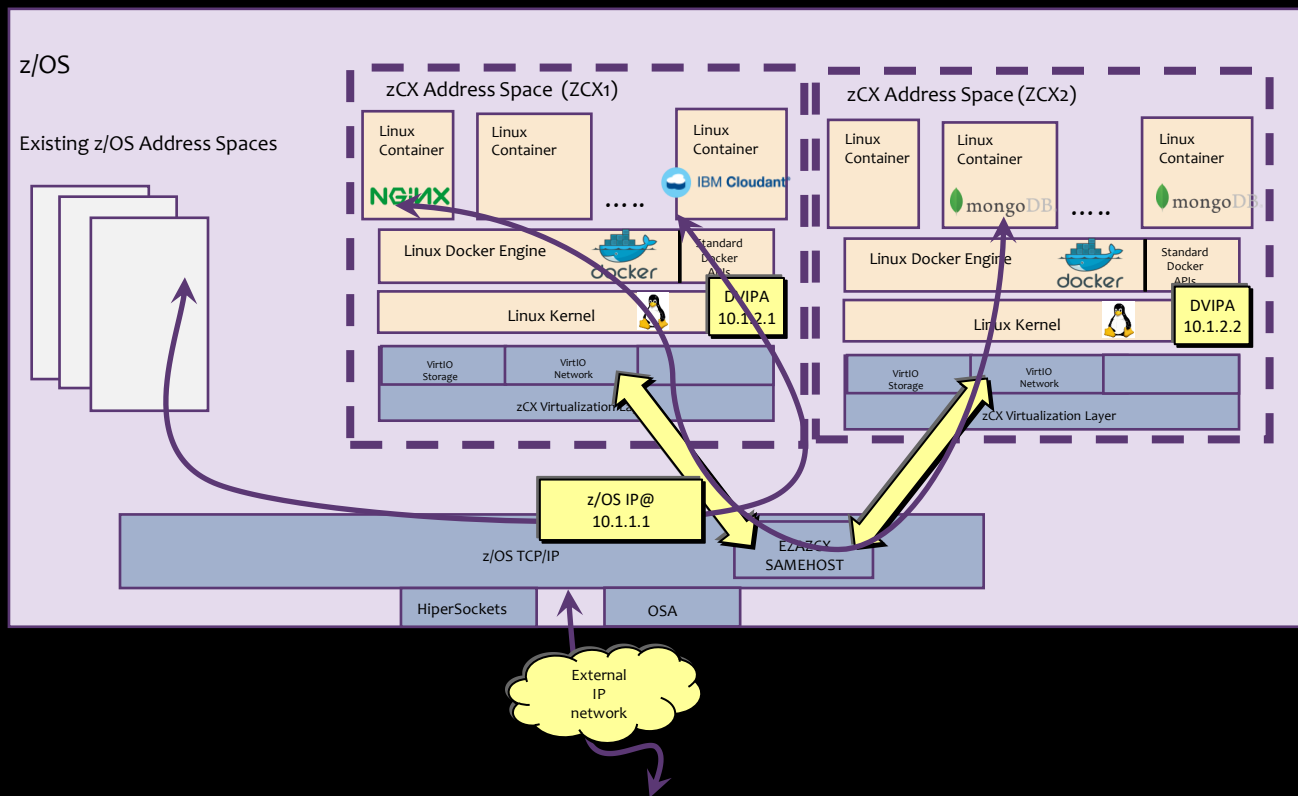 z/OS
Existing z/OS Address Spaces
zCX Address Space (ZCX1)
Linux
Container
NGINX
Linux
Container
.....
Linux
Container
IBM Cloudant
Linux Docker Engine
docker
Standard
Docker
APIs
Linux Kernel
DVIPA
10.1.2.1
VirtIO
Storage
VirtIO
Network
zCX Virtualization
zCX Address Space (ZCX2)
Linux
Container
Linux
Container
mongoDB.
.....
Linux
Container
mongoDB.
Linux Docker Engine
docker
Standard
Docker
APIs
Linux Kernel
DVIPA
10.1.2.2
VirtIO
Storage
VirtIO
Network
zCX Virtualization Layer
z/OS IP@
10.1.1.1
z/OS TCP/IP
EZAZCX
SAMEHOST
HiperSockets
OSA
External
IP
network